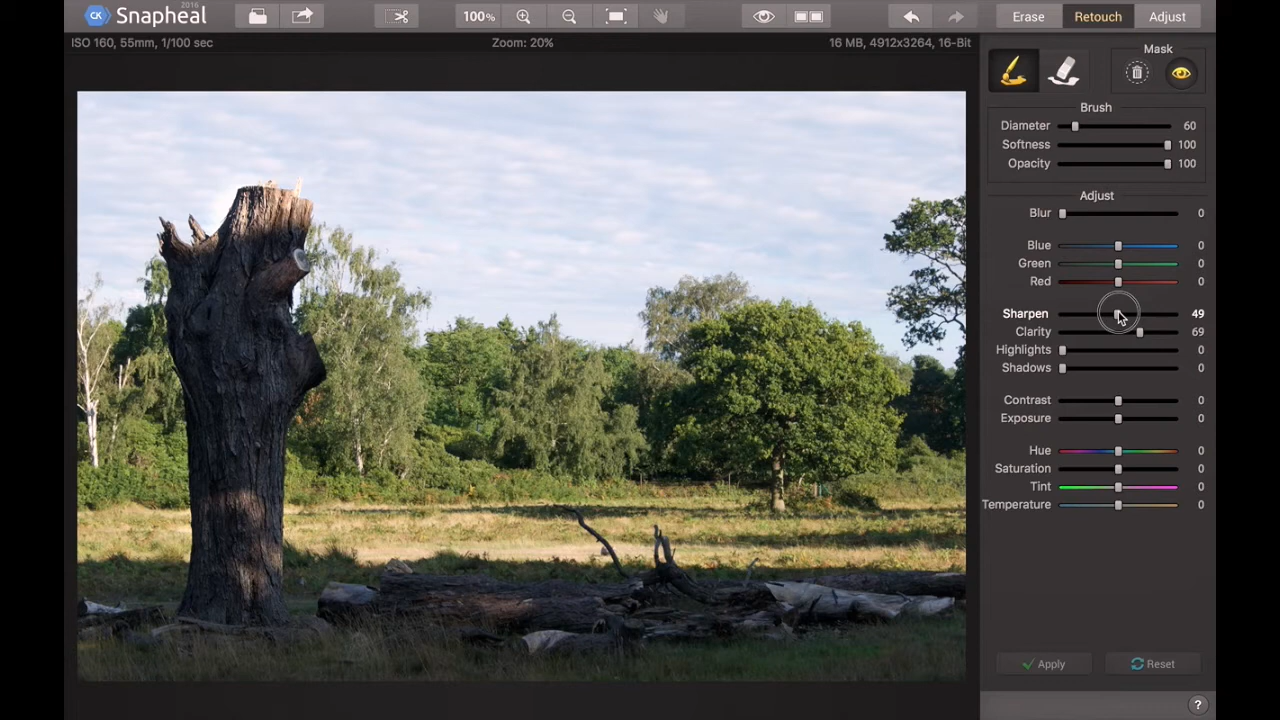 CK Snapheal 2016
100%
Erase Retouch Adjust
ISO 160, 55mm, 1/100 sec
Zoom: 20%
16 MB, 4912x3264, 16-Bit
Mask
Brush
Diameter 60
Softness 100
Opacity 100
Adjust
Blur 0
Blue 0
Green 0
Red 0
Sharpen 49
Clarity 69
Highlights 0
Shadows 0
Contrast 0
Exposure 0
Hue 0
Saturation 0
Tint 0
Temperature 0
Apply Reset
?